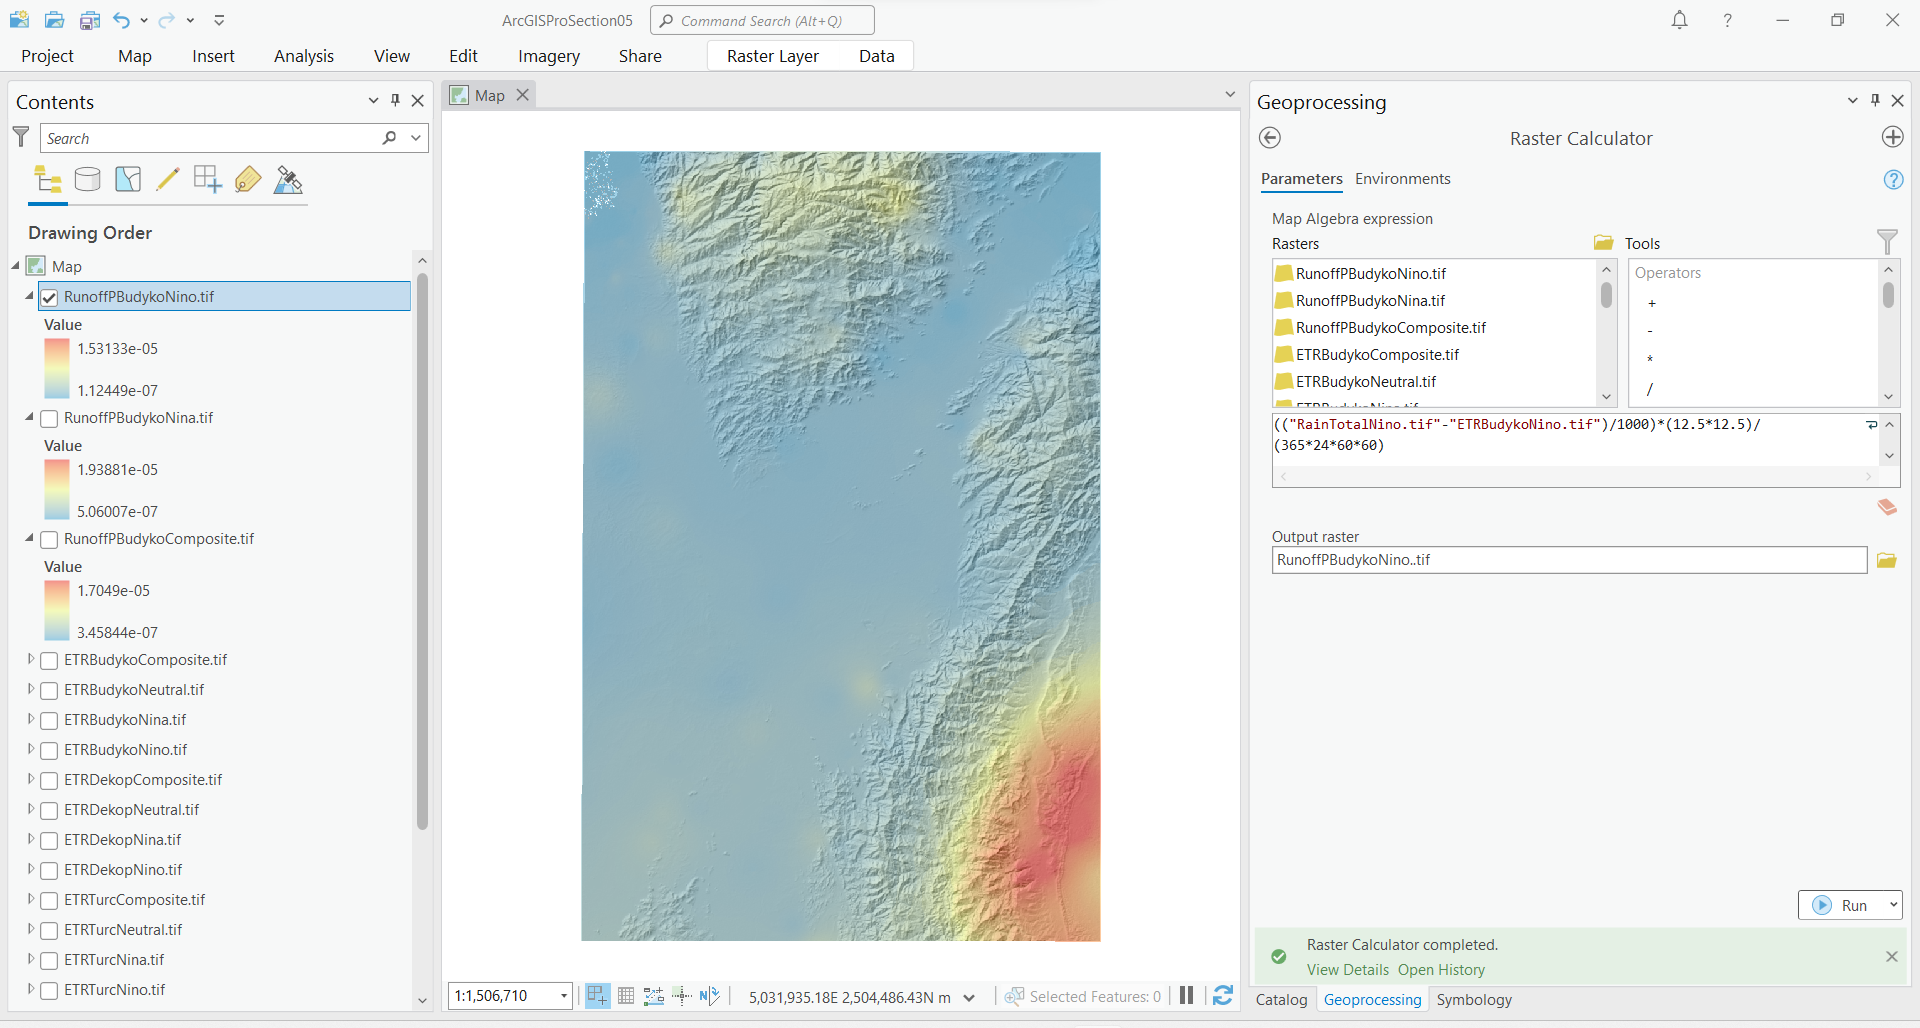 ArcGISProSection05
Command Search (Alt+Q)
?
Project Map Insert Analysis View Edit Imagery Share Raster Layer Data
Contents
Search
Drawing Order
Map
RunoffPBudykoNino.tif
Value
1.53133e-05
1.12449e-07
RunoffPBudykoNina.tif
Value
1.93881e-05
5.06007e-07
RunoffPBudykoComposite.tif
Value
1.7049e-05
3.45844e-07
ETRBudykoComposite.tif
ETRBudykoNeutral.tif
ETRBudykoNina.tif
ETRBudykoNino.tif
ETRDekopComposite.tif
ETRDekopNeutral.tif
ETRDekopNina.tif
ETRDekopNino.tif
ETRTurcComposite.tif
ETRTurcNeutral.tif
ETRTurcNina.tif
ETRTurcNino.tif
Map
1:1,506,710
5,031,935.18E 2,504,486.43N m
Selected Features: 0
Geoprocessing
Raster Calculator
Parameters Environments
?
Map Algebra expression
Rasters
Tools
RunoffPBudykoNino.tif
RunoffPBudykoNina.tif
RunoffPBudykoComposite.tif
ETRBudykoComposite.tif
ETRBudykoNeutral.tif
Operators
+
-
*
/
(("RainTotalNino.tif"-"ETRBudykoNino.tif")/1000)*(12.5*12.5)/
(365*24*60*60)
Output raster
RunoffPBudykoNino..tif
Run
Raster Calculator completed.
View Details Open History
Catalog Geoprocessing Symbology